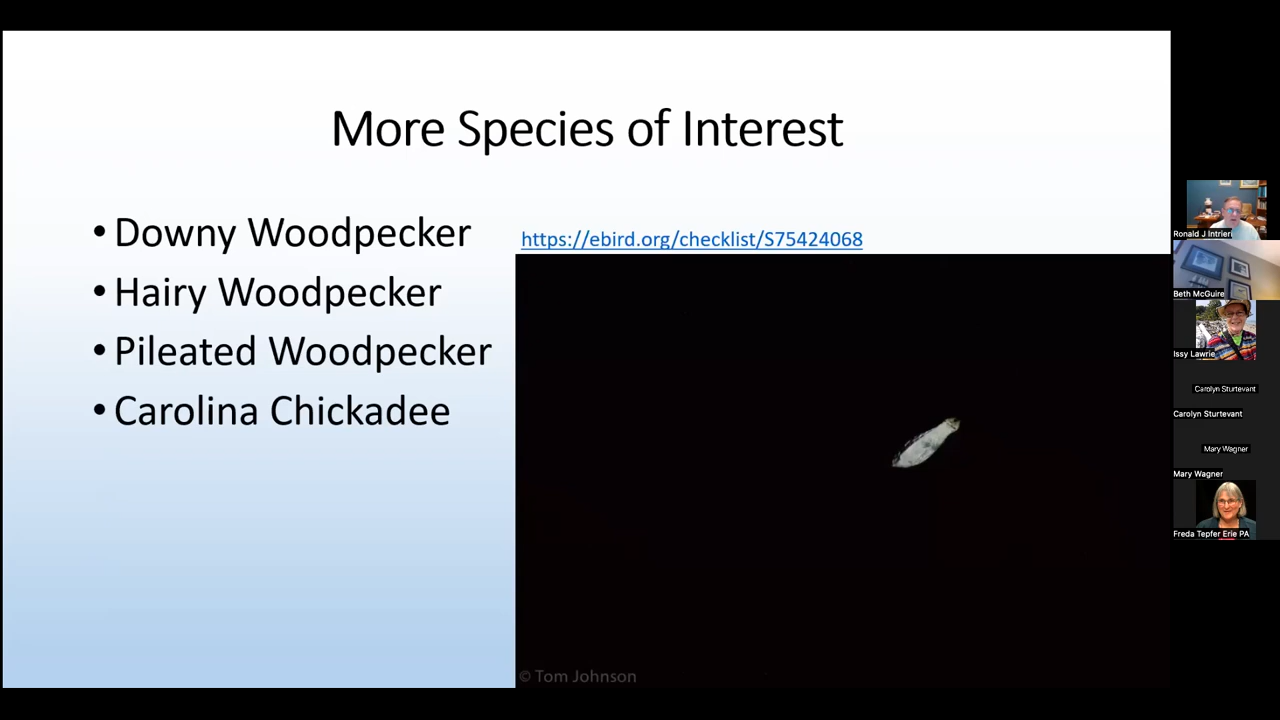 More Species of Interest
• Downy Woodpecker
https://ebird.org/checklist/S75424068
• Hairy Woodpecker
• Pileated Woodpecker
• Carolina Chickadee
© Tom Johnson
Ronald J Intrieri
Beth McGuire
Issy Lawrie
Carolyn Sturtevant
Carolyn Sturtevant
Mary Wagner
Mary Wagner
Freda Tepfer Erie PA